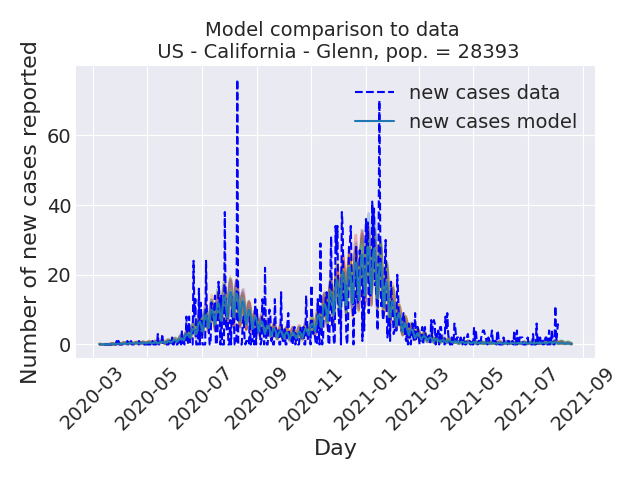 Model comparison to data
US - California - Glenn, pop. = 28393
Number of new cases reported
new cases data
new cases model
60
40
20
0
2020-03
2020-05
2020-07
2020-09
2020-11
2021-01
2021-03
2021-05
2021-07
2021-09
Day